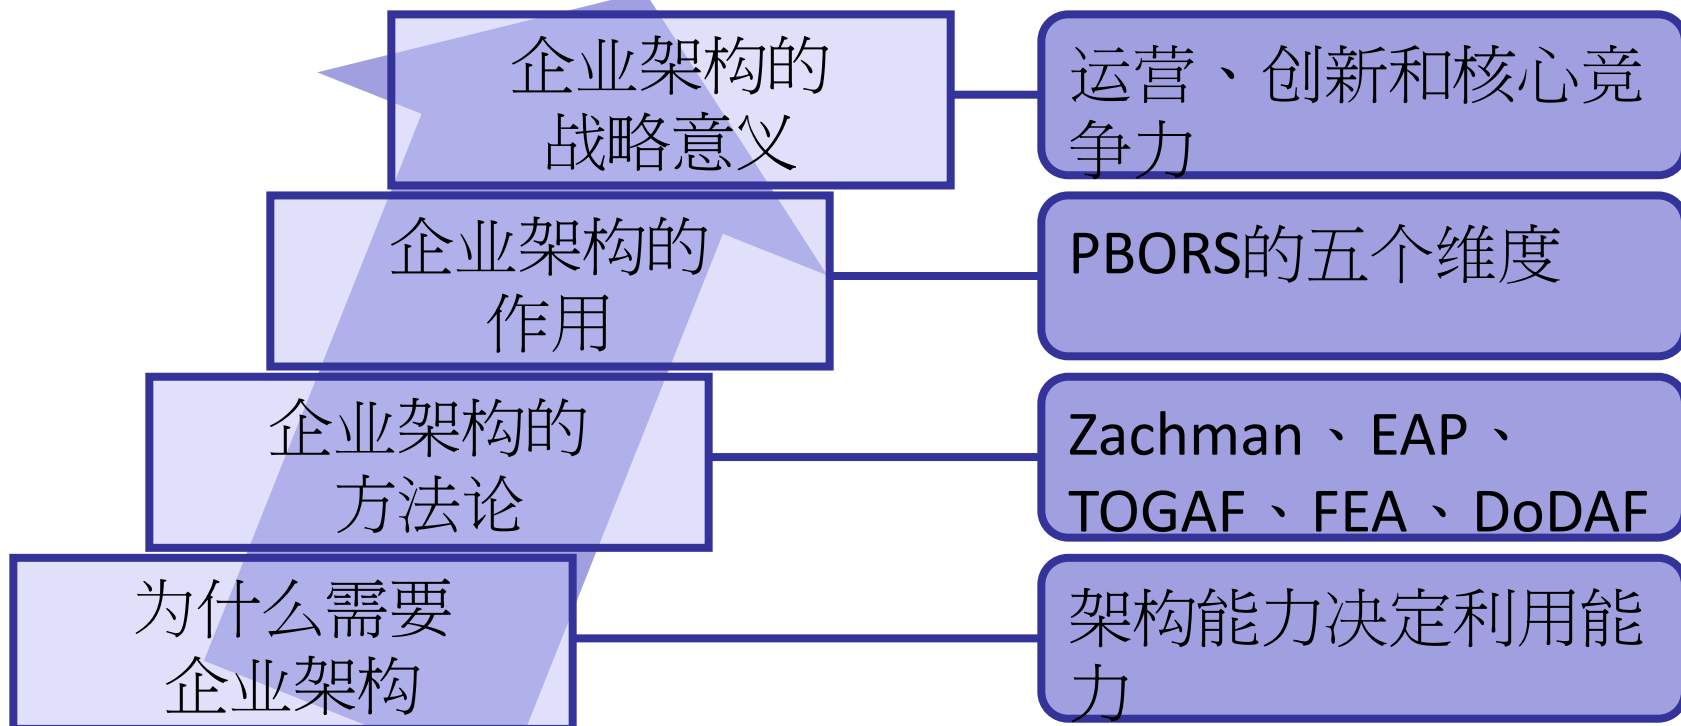 企业架构的
战略意义
运营、创新和核心竞
争力
企业架构的
作用
PBORS的五个维度
企业架构的
方法论
Zachman、EAP、
TOGAF、FEA、DoDAF
为什么需要
企业架构
架构能力决定利用能
力